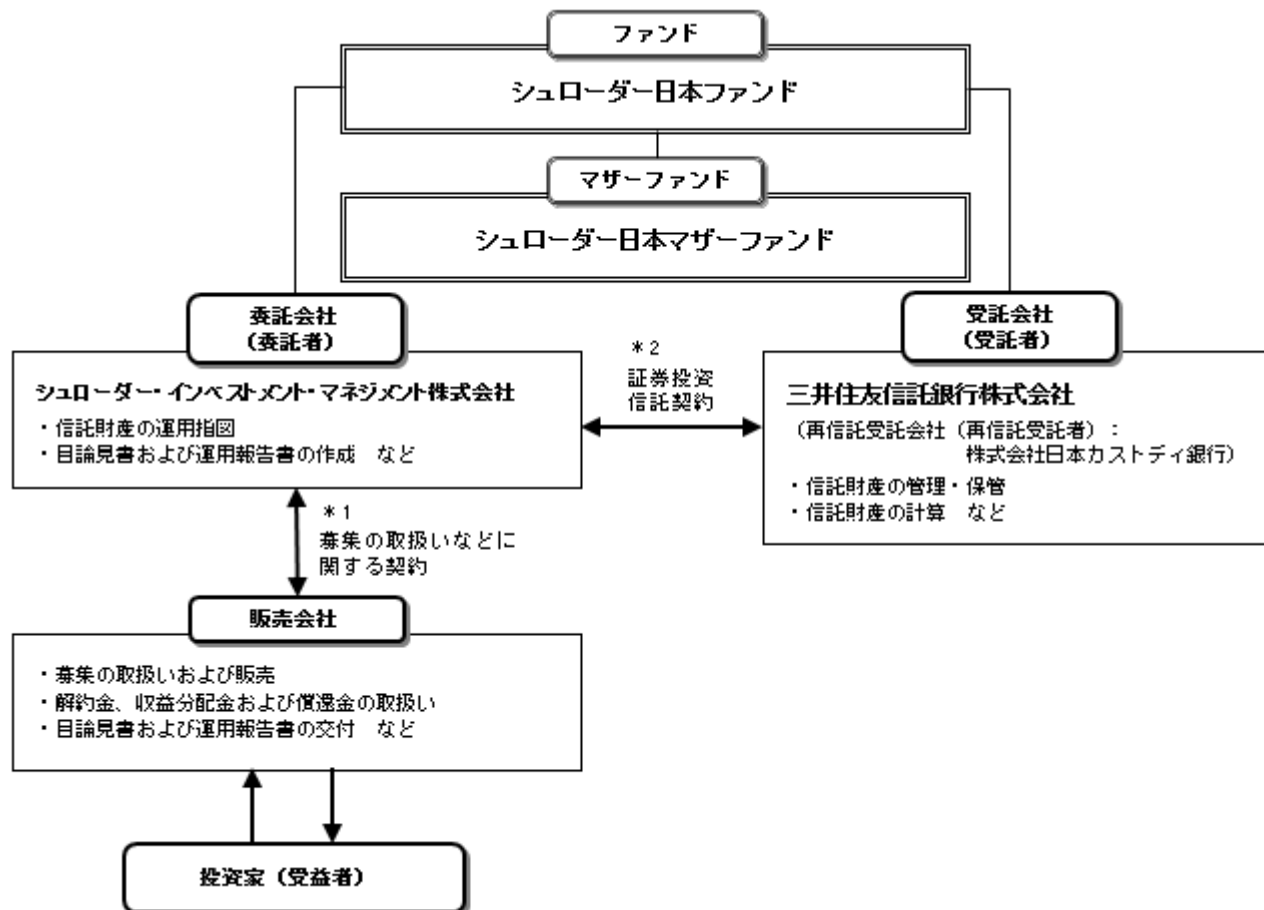 ファンド
シュローダー日本ファンド
マザーファンド
シュローダー日本マザーファンド
委託会社
(委託者)
シュローダー・インベストメント・マネジメント株式会社
・信託財産の運用指図
・目論見書および運用報告書の作成 など
*2
証券投資
信託契約
受託会社
(受託者)
三井住友信託銀行株式会社
(再信託受託会社(再信託受託者):
株式会社日本カストディ銀行)
・信託財産の管理・保管
・信託財産の計算 など
*1
募集の取扱いなどに
関する契約
販売会社
・募集の取扱いおよび販売
・解約金、収益分配金および償還金の取扱い
・目論見書および運用報告書の交付 など
投資家(受益者)